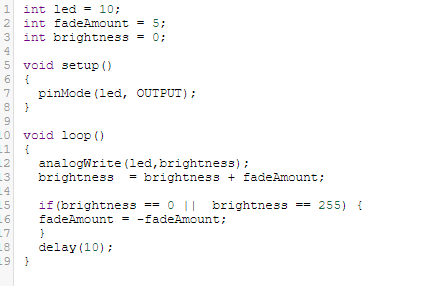 1 int led = 10;
2 int fadeAmount = 5;
3 int brightness = 0;
4
5 void setup()
6 {
7   pinMode(led, OUTPUT);
8 }
9
0 void loop()
1 {
2   analogWrite(led,brightness);
3   brightness  = brightness + fadeAmount;
4
5   if(brightness == 0 ||  brightness == 255) {
6   fadeAmount = -fadeAmount;
7   }
8   delay(10);
9 }